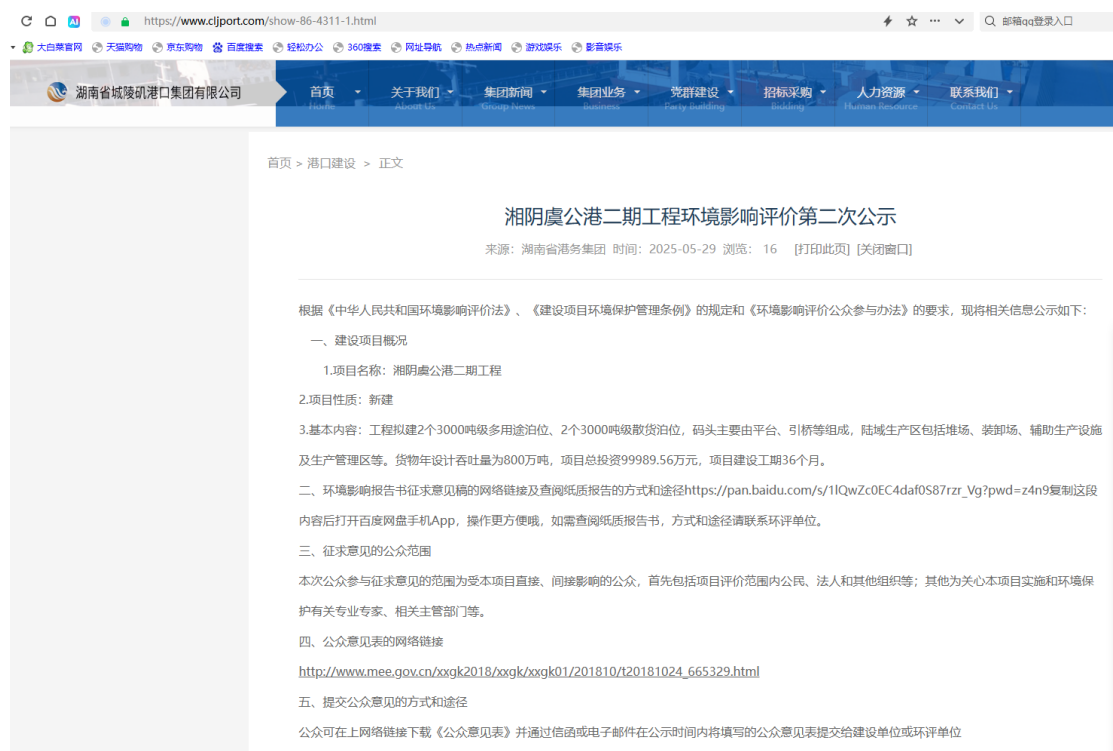 https://www.cljport.com/show-86-4311-1.html
邮箱qq登录入口
大白菜官网 天猫购物 京东购物 百度搜索 轻松办公 360搜索 网址导航 热点新闻 游戏娱乐 影音娱乐
湖南省城陵矶港口集团有限公司
首页 关于我们 集团新闻 集团业务 党群建设 招标采购 人力资源 联系我们
Home About Us Group News Business Party Building Bidding Human Resource Contact Us
首页 > 港口建设 > 正文
湘阴虞公港二期工程环境影响评价第二次公示
来源：湖南省港务集团 时间：2025-05-29 浏览： 16 [打印此页] [关闭窗口]
根据《中华人民共和国环境影响评价法》、《建设项目环境保护管理条例》的规定和《环境影响评价公众参与办法》的要求，现将相关信息公示如下：
一、建设项目概况
1.项目名称：湘阴虞公港二期工程
2.项目性质：新建
3.基本内容：工程拟建2个3000吨级多用途泊位、2个3000吨级散货泊位，码头主要由平台、引桥等组成，陆域生产区包括堆场、装卸场、辅助生产设施
及生产管理区等。货物年设计吞吐量为800万吨，项目总投资99989.56万元，项目建设工期36个月。
二、环境影响报告书征求意见稿的网络链接及查阅纸质报告的方式和途径https://pan.baidu.com/s/1lQwZc0EC4daf0S87rzr_Vg?pwd=z4n9复制这段
内容后打开百度网盘手机App，操作更方便哦，如需查阅纸质报告书，方式和途径请联系环评单位。
三、征求意见的公众范围
本次公众参与征求意见的范围为受本项目直接、间接影响的公众，首先包括项目评价范围内公民、法人和其他组织等；其他为关心本项目实施和环境保
护有关专业专家、相关主管部门等。
四、公众意见表的网络链接
http://www.mee.gov.cn/xxgk2018/xxgk/xxgk01/201810/t20181024_665329.html
五、提交公众意见的方式和途径
公众可在上网络链接下载《公众意见表》并通过信函或电子邮件在公示时间内将填写的公众意见表提交给建设单位或环评单位